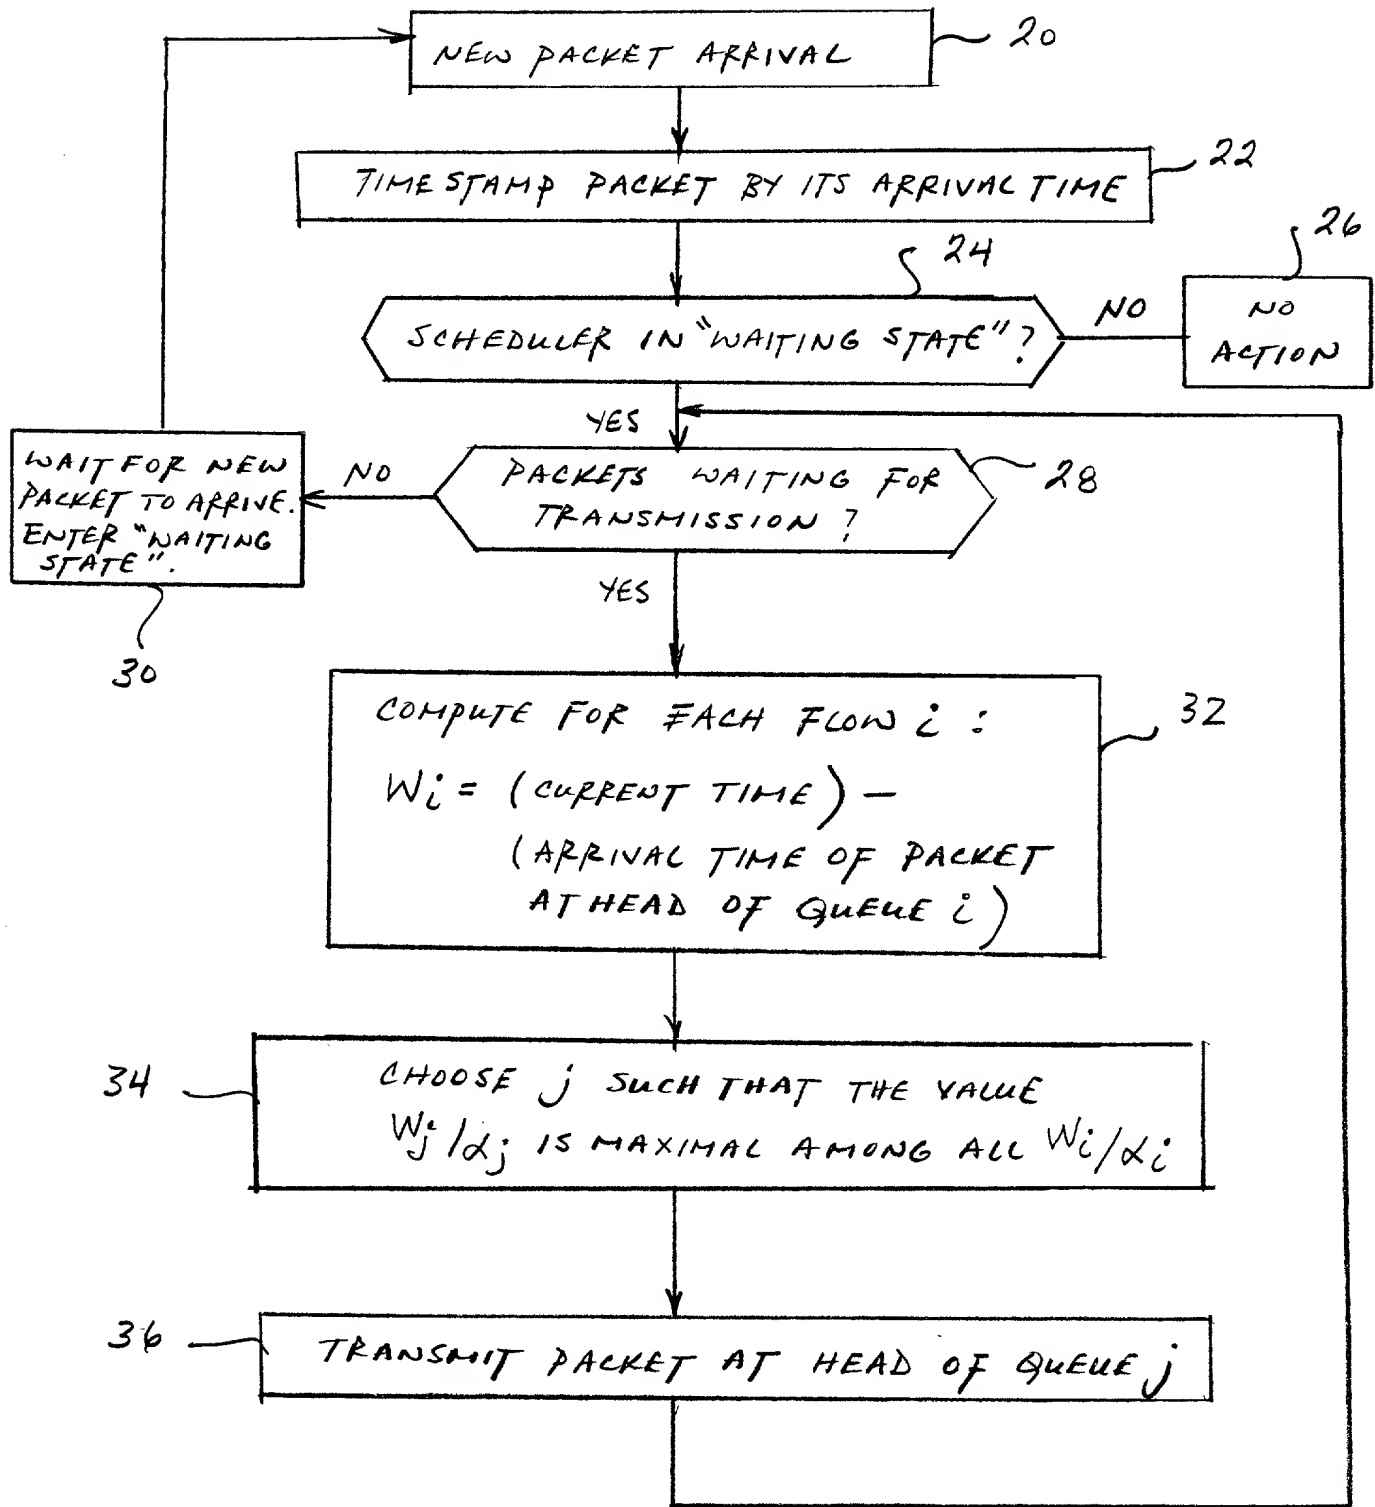 NEW PACKET ARRIVAL
20
TIME STAMP PACKET BY ITS ARRIVAL TIME
22
24
26
SCHEDULER IN "WAITING STATE"?
NO
NO
ACTION
YES
WAIT FOR NEW
PACKET TO ARRIVE.
ENTER "WAITING
STATE".
30
NO
PACKETS WAITING FOR
TRANSMISSION?
28
YES
COMPUTE FOR EACH FLOW i :
Wi = (CURRENT TIME) –
(ARRIVAL TIME OF PACKET
AT HEAD OF QUEUE i)
32
34
CHOOSE j SUCH THAT THE VALUE
Wj/αj IS MAXIMAL AMONG ALL Wi/αi
36
TRANSMIT PACKET AT HEAD OF QUEUE j